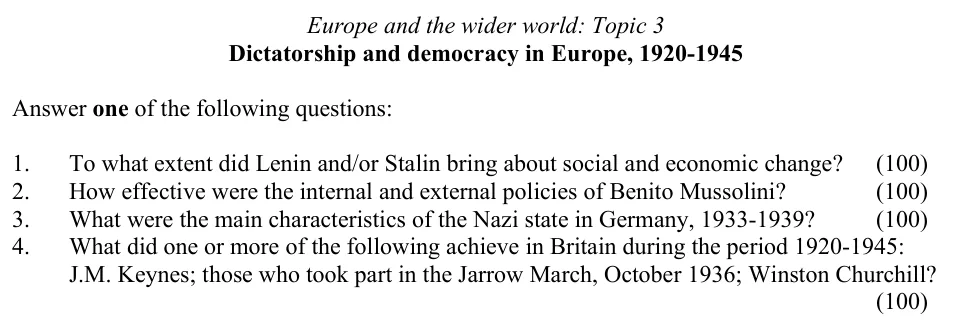 Europe and the wider world: Topic 3
Dictatorship and democracy in Europe, 1920-1945
Answer one of the following questions:
1. To what extent did Lenin and/or Stalin bring about social and economic change? (100)
2. How effective were the internal and external policies of Benito Mussolini? (100)
3. What were the main characteristics of the Nazi state in Germany, 1933-1939? (100)
4. What did one or more of the following achieve in Britain during the period 1920-1945:
J.M. Keynes; those who took part in the Jarrow March, October 1936; Winston Churchill?
(100)